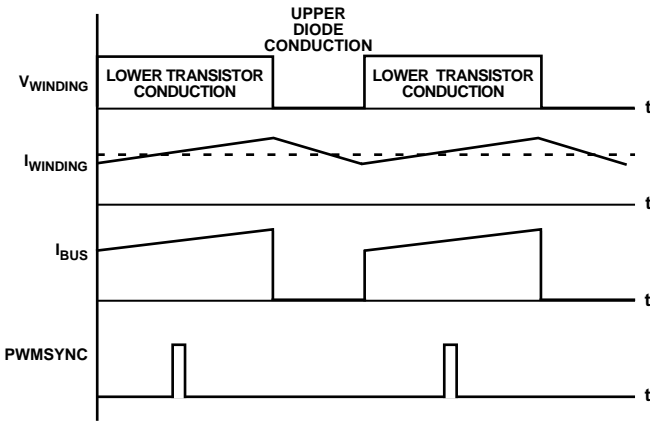 UPPER
DIODE
CONDUCTION
VWINDING
LOWER TRANSISTOR
CONDUCTION
LOWER TRANSISTOR
CONDUCTION
t
IWINDING
t
IBUS
t
PWMSYNC
t